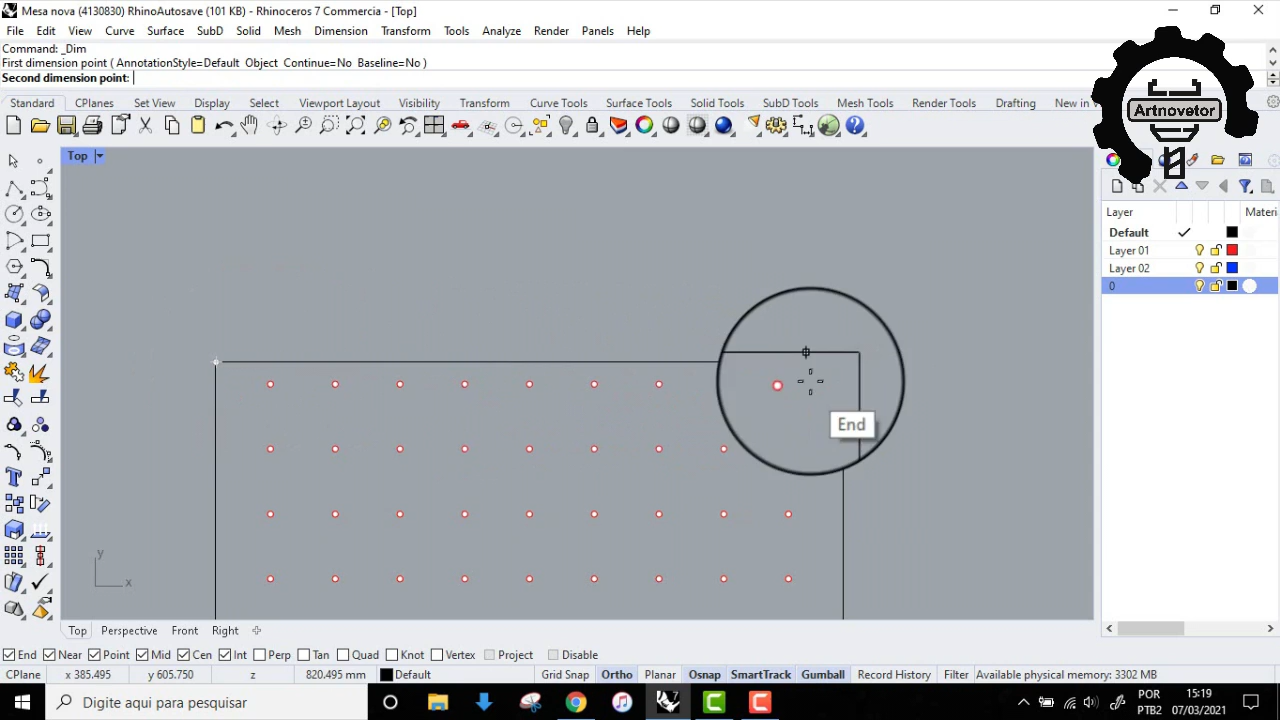 Mesa nova (4130830) RhinoAutosave (101 KB) - Rhinoceros 7 Commercia - [Top]
File Edit View Curve Surface SubD Solid Mesh Dimension Transform Tools Analyze Render Panels Help
Command: _Dim
First dimension point ( AnnotationStyle=Default Object Continue=No Baseline=No )
Second dimension point:
Standard CPlanes Set View Display Select Viewport Layout Visibility Transform Curve Tools Surface Tools Solid Tools SubD Tools Mesh Tools Render Tools Drafting New in V
Artnovetor
Top
Layer Materi
Default
Layer 01
Layer 02
0
End
y
x
Top Perspective Front Right
End Near Point Mid Cen Int Perp Tan Quad Knot Vertex Project Disable
CPlane x 385.495 y 605.750 z 820.495 mm Default Grid Snap Ortho Planar Osnap SmartTrack Gumball Record History Filter Available physical memory: 3302 MB
Digite aqui para pesquisar
POR
PTB2
15:19
07/03/2021